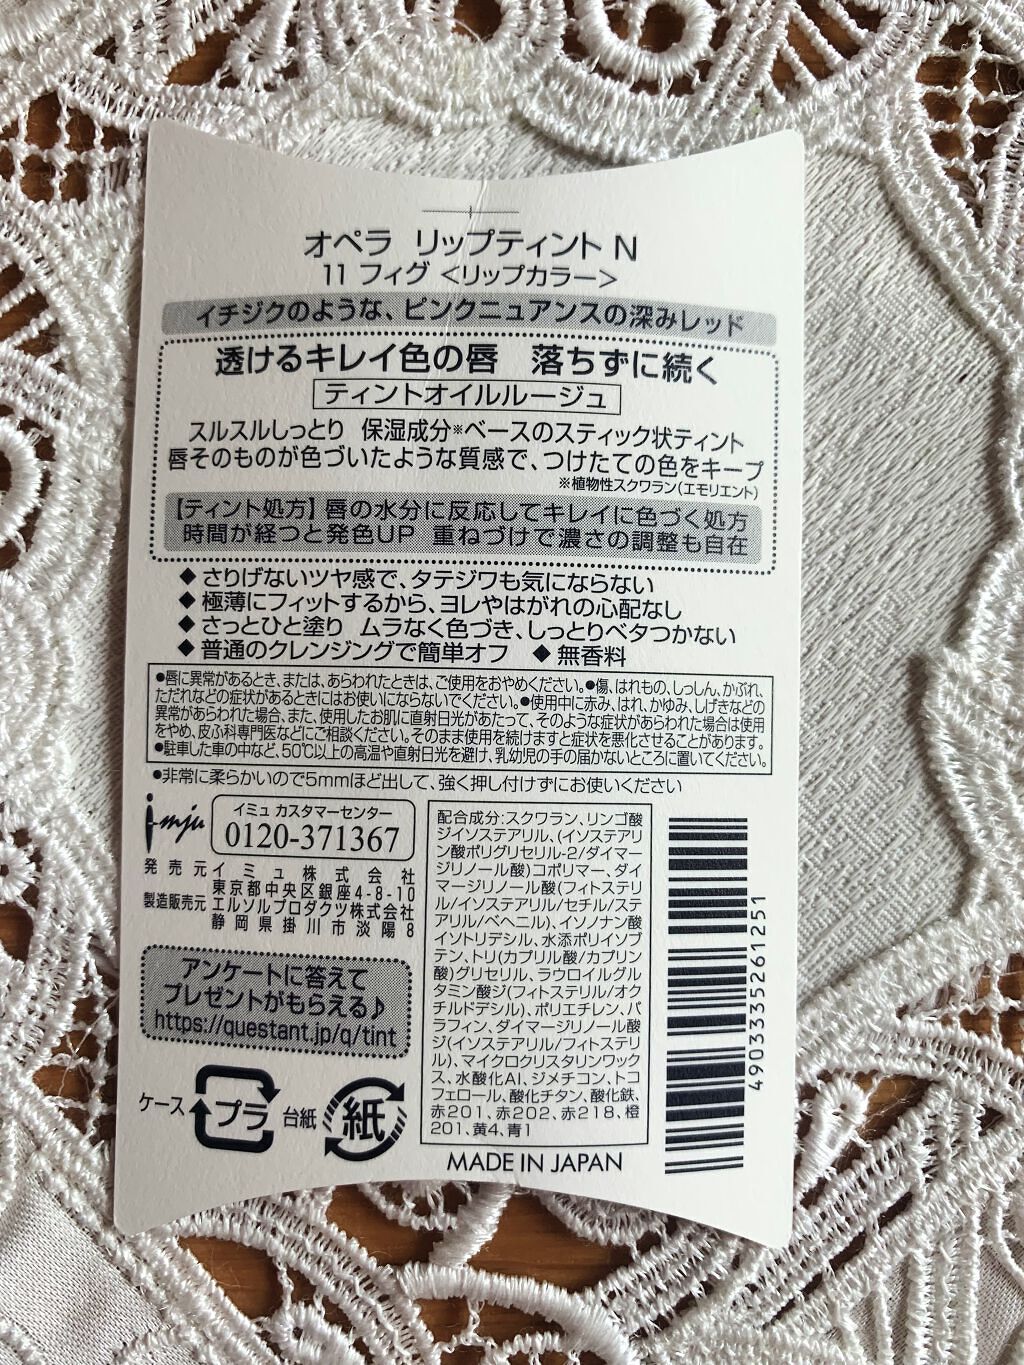 オペラ リップティント N
11 フィグ <リップカラー>
イチジクのような、ピンクニュアンスの深みレッド
透けるキレイ色の唇 落ちずに続く
ティントオイルルージュ
スルスルしっとり 保湿成分※ベースのスティック状ティント
唇そのものが色づいたような質感で、つけたての色をキープ
※植物性スクワラン(エモリエント)
【ティント処方】唇の水分に反応してキレイに色づく処方
時間が経つと発色UP 重ねづけで濃さの調整も自在
◆ さりげないツヤ感で、タテジワも気にならない
◆ 極薄にフィットするから、ヨレやはがれの心配なし
◆ さっとひと塗り ムラなく色づき、しっとりベタつかない
◆ 普通のクレンジングで簡単オフ ◆ 無香料
●唇に異常があるとき、または、あらわれたときは、ご使用をおやめください。●傷、はれもの、しっしん、かぶれ、
ただれなどの症状があるときにはお使いにならないでください。●使用中に赤み、はれ、かゆみ、しげきなどの
異常があらわれた場合、また、使用したお肌に直射日光があたって、そのような症状があらわれた場合は使用
をやめ、皮ふ科専門医などにご相談ください。そのまま使用を続けますと症状を悪化させることがあります。
●駐車した車の中など、50℃以上の高温や直射日光を避け、乳幼児の手の届かないところに置いてください。
●非常に柔らかいので5mmほど出して、強く押し付けずにお使いください
imju
イミュ カスタマーセンター
0120-371367
発売元 イミュ株式会社
東京都中央区銀座4-8-10
製造販売元 エルソルプロダクツ株式会社
静岡県掛川市淡陽8
アンケートに答えて
プレゼントがもらえる♪
https://questant.jp/q/tint
ケース プラ 台紙 紙
配合成分:スクワラン、リンゴ酸
ジイソステアリル、(イソステアリ
ン酸ポリグリセリル-2/ダイマー
ジリノール酸)コポリマー、ダイ
マージリノール酸(フィトステリ
ル/イソステアリル/セチル/ステ
アリル/ベヘニル)、イソノナン酸
イソトリデシル、水添ポリイソブ
テン、トリ(カプリル酸/カプリン
酸)グリセリル、ラウロイルグル
タミン酸ジ(フィトステリル/オク
チルドデシル)、ポリエチレン、パ
ラフィン、ダイマージリノール酸
ジ(イソステアリル/フィトステリ
ル)、マイクロクリスタリンワック
ス、水酸化Al、ジメチコン、トコ
フェロール、酸化チタン、酸化鉄、
赤201、赤202、赤218、橙
201、黄4、青1
MADE IN JAPAN
4903335261251